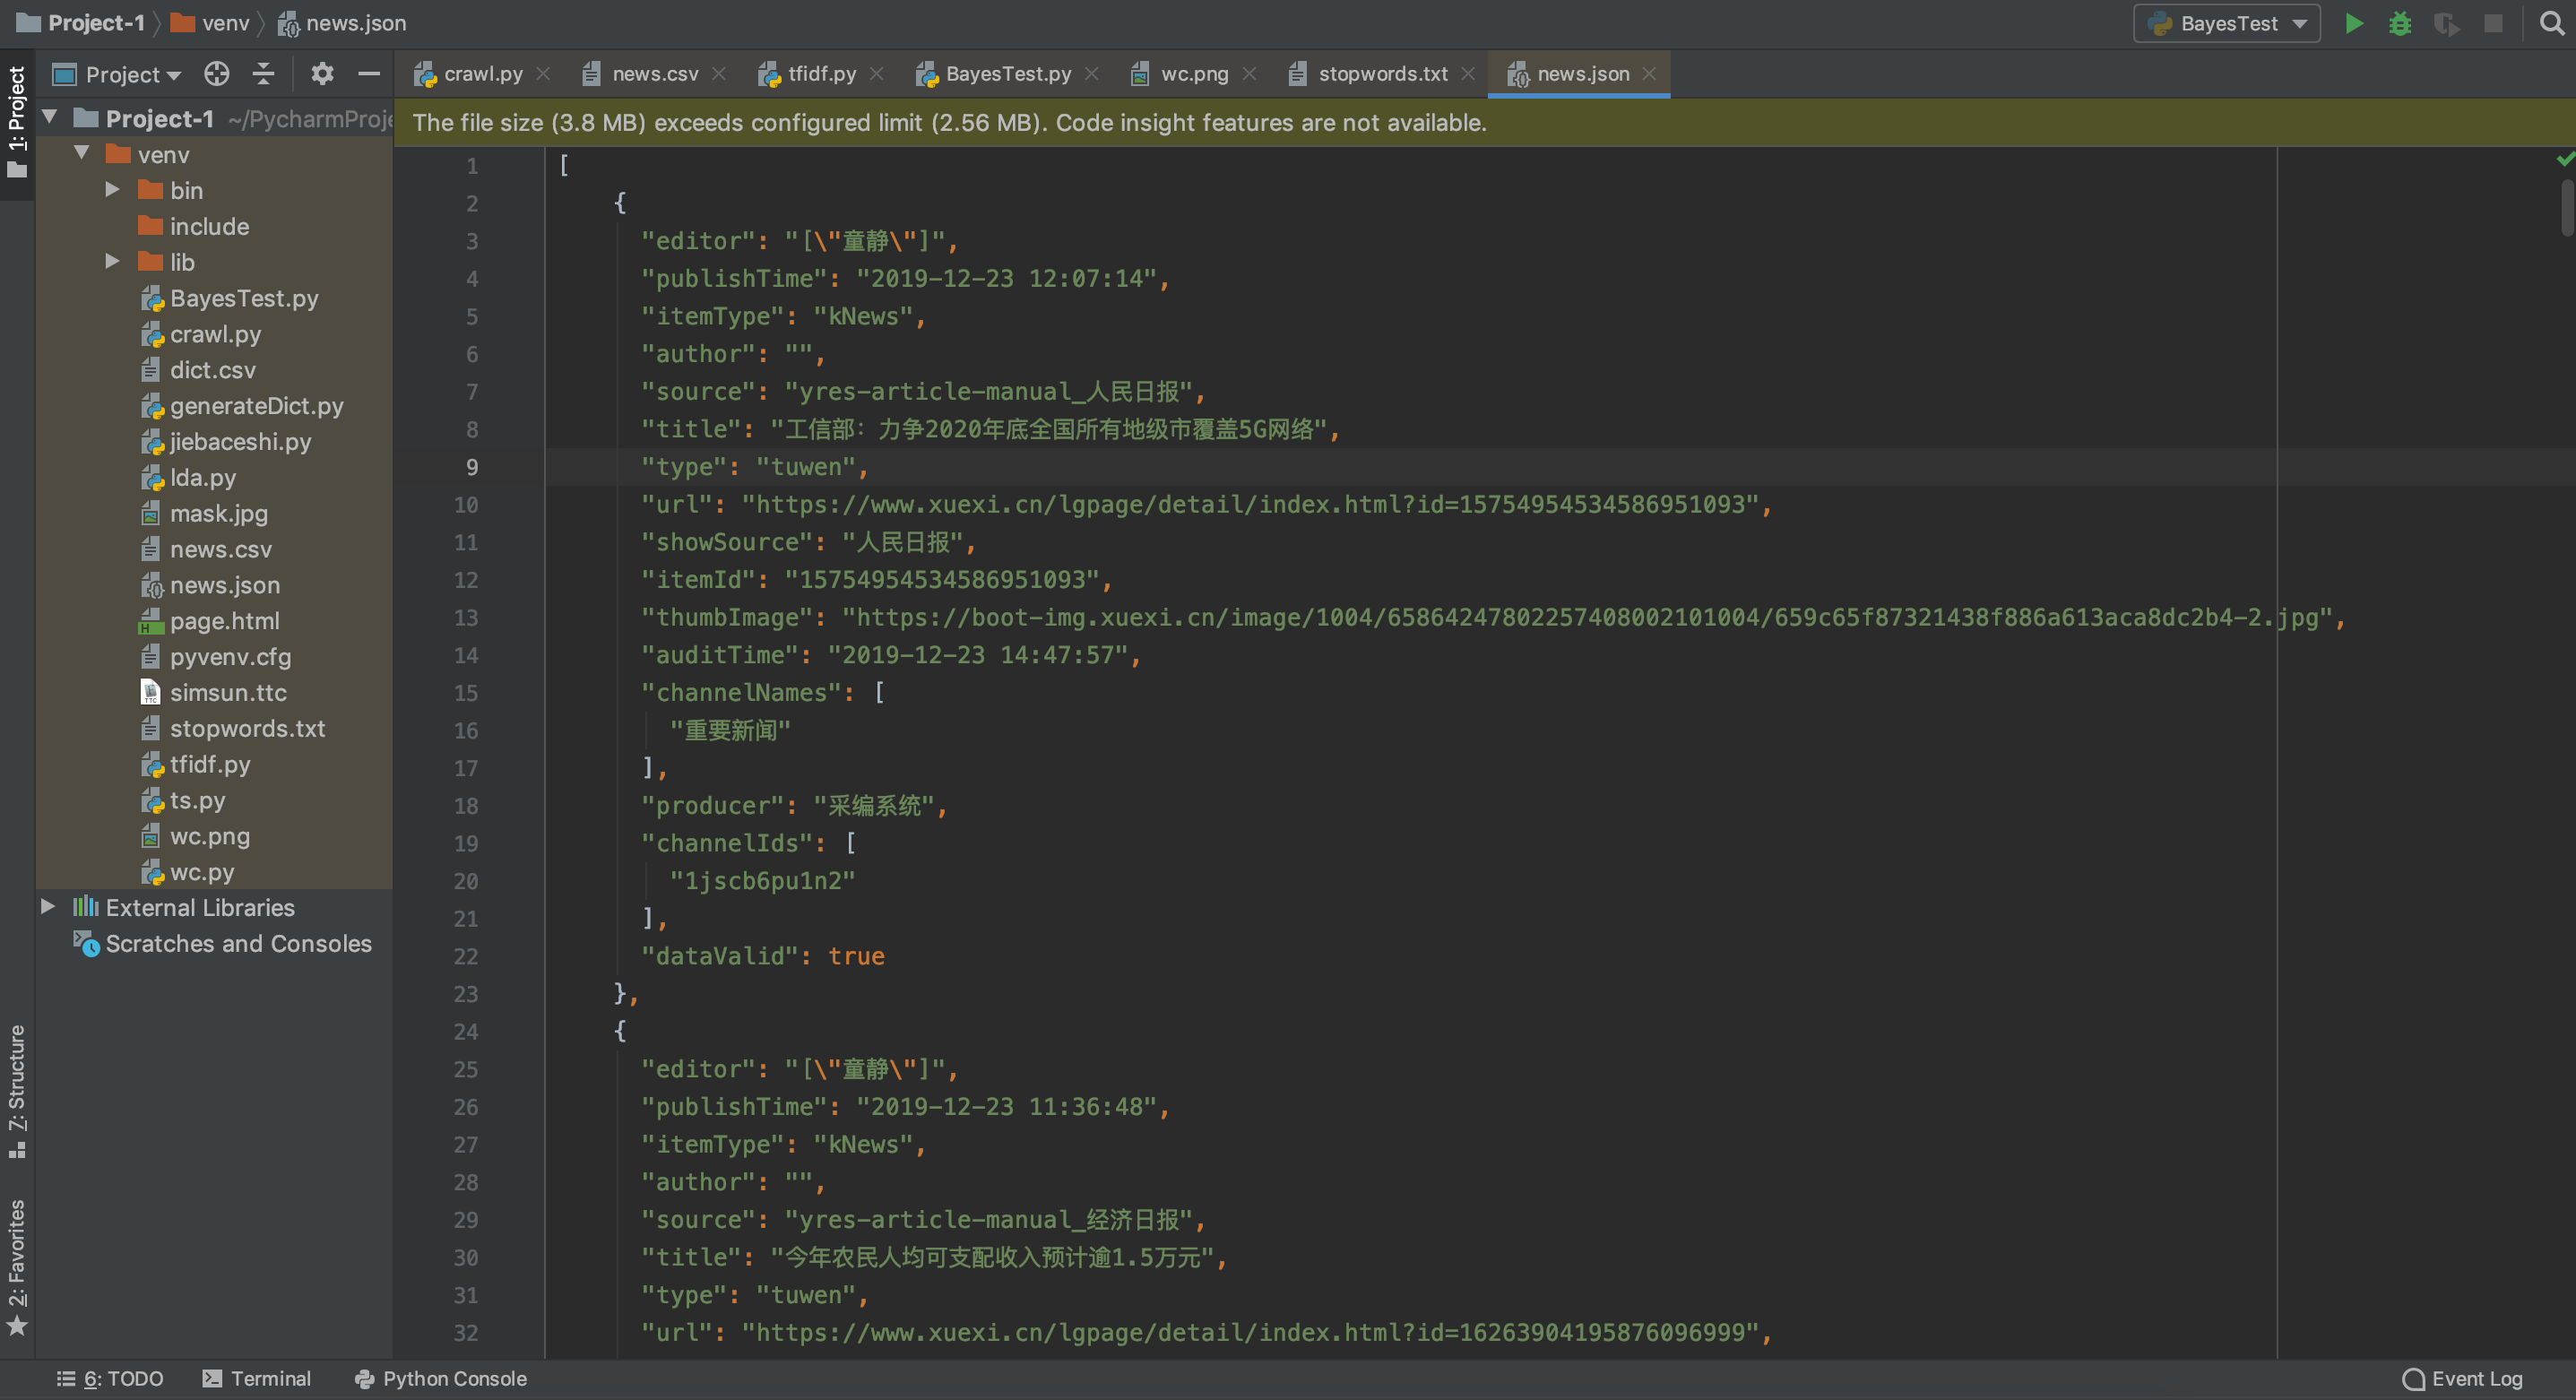 Project-1 venv news.json BayesTest
Project
crawl.py news.csv tfidf.py BayesTest.py wc.png stopwords.txt news.json
1: Project
7: Structure
2: Favorites
Project-1 ~/PycharmProje
venv
bin
include
lib
BayesTest.py
crawl.py
dict.csv
generateDict.py
jiebaceshi.py
lda.py
mask.jpg
news.csv
news.json
page.html
pyvenv.cfg
simsun.ttc
stopwords.txt
tfidf.py
ts.py
wc.png
wc.py
External Libraries
Scratches and Consoles
The file size (3.8 MB) exceeds configured limit (2.56 MB). Code insight features are not available.
1 [
2 {
3 "editor": "[\"童静\"]",
4 "publishTime": "2019-12-23 12:07:14",
5 "itemType": "kNews",
6 "author": "",
7 "source": "yres-article-manual_人民日报",
8 "title": "工信部：力争2020年底全国所有地级市覆盖5G网络",
9 "type": "tuwen",
10 "url": "https://www.xuexi.cn/lgpage/detail/index.html?id=15754954534586951093",
11 "showSource": "人民日报",
12 "itemId": "15754954534586951093",
13 "thumbImage": "https://boot-img.xuexi.cn/image/1004/6586424780225740800210​1004/659c65f87321438f886a613aca8dc2b4-2.jpg",
14 "auditTime": "2019-12-23 14:47:57",
15 "channelNames": [
16 "重要新闻"
17 ],
18 "producer": "采编系统",
19 "channelIds": [
20 "1jscb6pu1n2"
21 ],
22 "dataValid": true
23 },
24 {
25 "editor": "[\"童静\"]",
26 "publishTime": "2019-12-23 11:36:48",
27 "itemType": "kNews",
28 "author": "",
29 "source": "yres-article-manual_经济日报",
30 "title": "今年农民人均可支配收入预计逾1.5万元",
31 "type": "tuwen",
32 "url": "https://www.xuexi.cn/lgpage/detail/index.html?id=16263904195876096999",
6: TODO Terminal Python Console Event Log